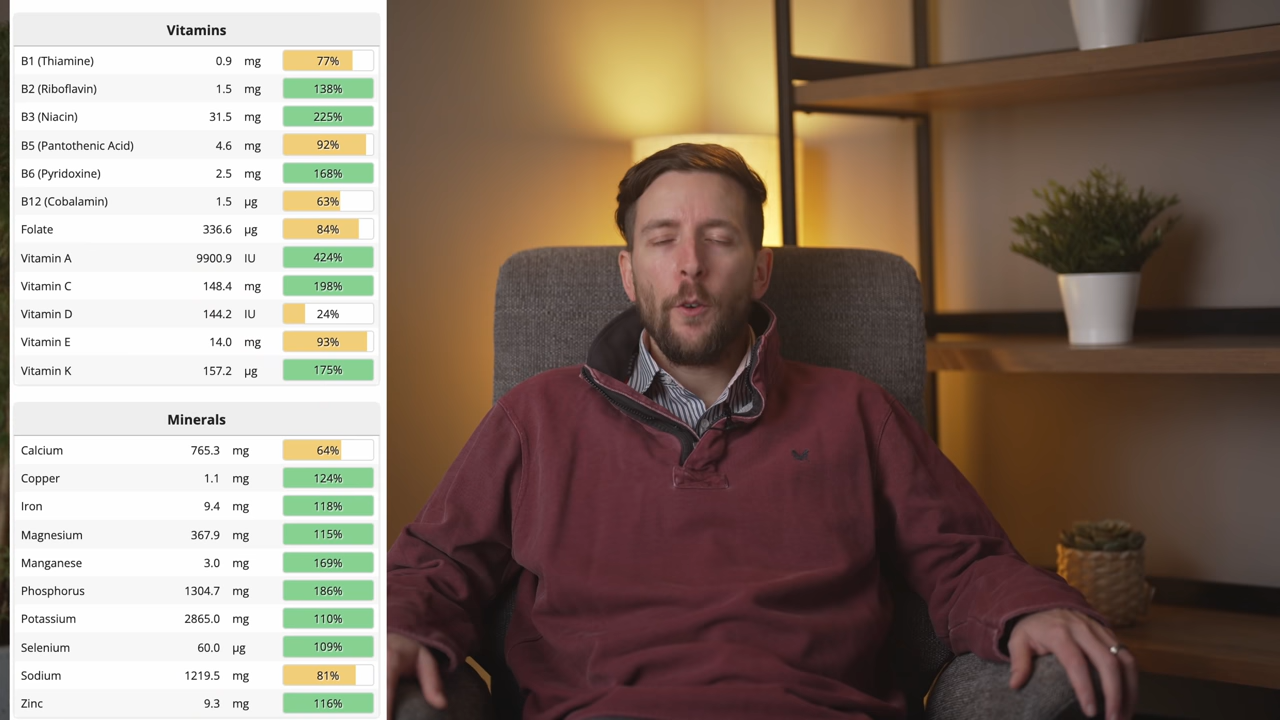 Vitamins
B1 (Thiamine) 0.9 mg 77%
B2 (Riboflavin) 1.5 mg 138%
B3 (Niacin) 31.5 mg 225%
B5 (Pantothenic Acid) 4.6 mg 92%
B6 (Pyridoxine) 2.5 mg 168%
B12 (Cobalamin) 1.5 µg 63%
Folate 336.6 µg 84%
Vitamin A 9900.9 IU 424%
Vitamin C 148.4 mg 198%
Vitamin D 144.2 IU 24%
Vitamin E 14.0 mg 93%
Vitamin K 157.2 µg 175%
Minerals
Calcium 765.3 mg 64%
Copper 1.1 mg 124%
Iron 9.4 mg 118%
Magnesium 367.9 mg 115%
Manganese 3.0 mg 169%
Phosphorus 1304.7 mg 186%
Potassium 2865.0 mg 110%
Selenium 60.0 µg 109%
Sodium 1219.5 mg 81%
Zinc 9.3 mg 116%